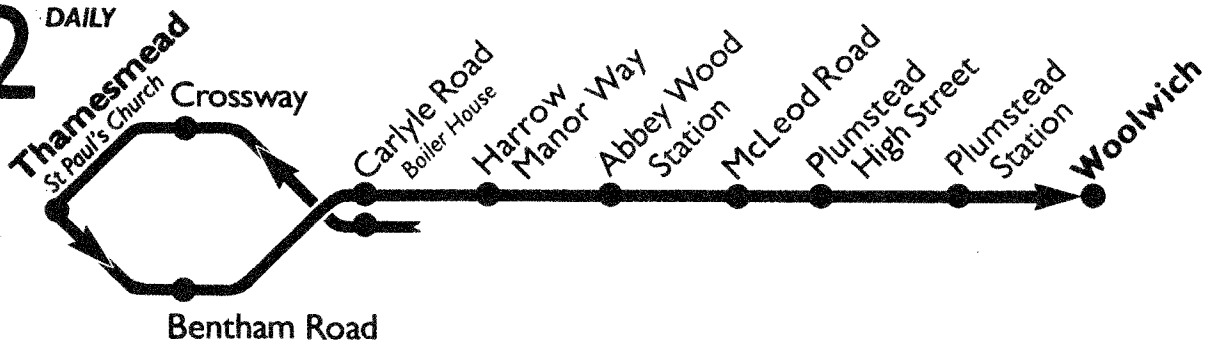 2
DAILY
Thamesmead
St Paul's Church
Crossway
Bentham Road
Carlyle Road
Boiler House
Harrow
Manor Way
Abbey Wood
Station
McLeod Road
Plumstead
High Street
Plumstead
Station
Woolwich